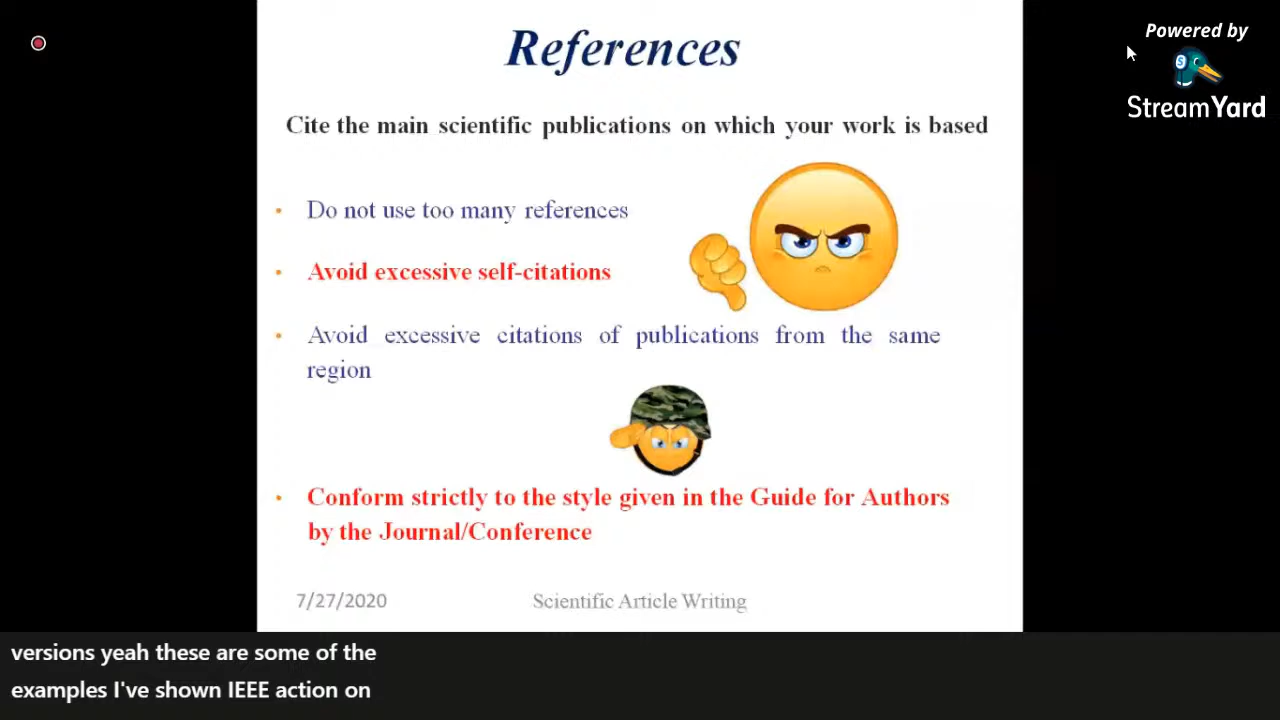 Powered by
StreamYard
References
Cite the main scientific publications on which your work is based
• Do not use too many references
• Avoid excessive self-citations
• Avoid excessive citations of publications from the same
region
• Conform strictly to the style given in the Guide for Authors
by the Journal/Conference
7/27/2020
Scientific Article Writing
versions yeah these are some of the
examples I've shown IEEE action on